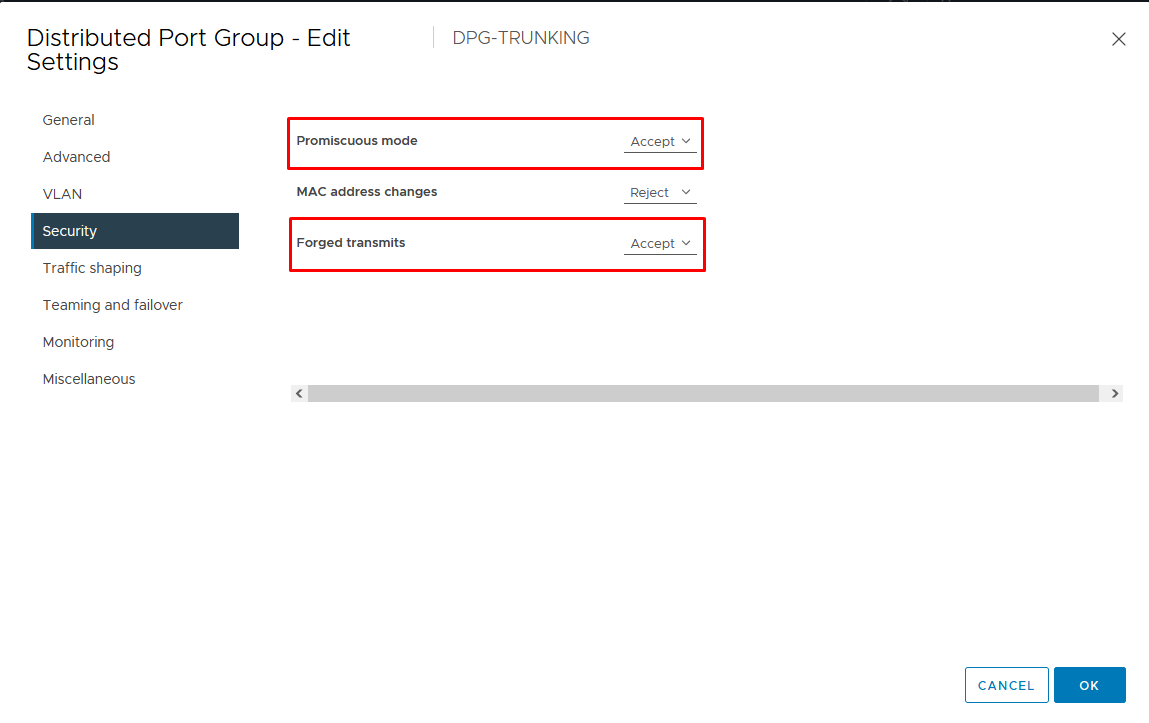 Distributed Port Group - Edit Settings
DPG-TRUNKING
General
Advanced
VLAN
Security
Traffic shaping
Teaming and failover
Monitoring
Miscellaneous
Promiscuous mode Accept
MAC address changes Reject
Forged transmits Accept
CANCEL OK